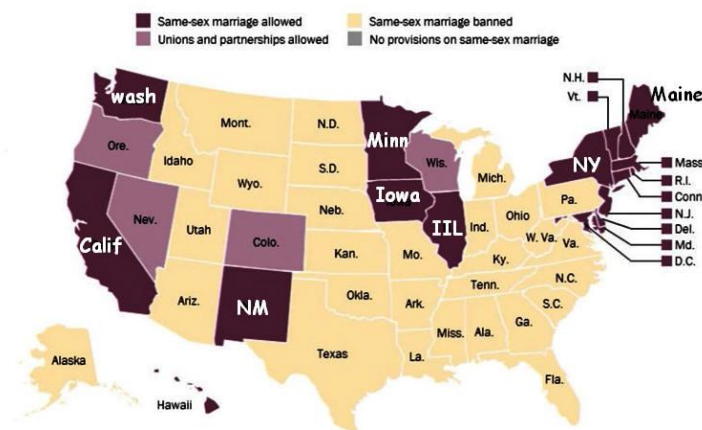 Same-sex marriage allowed
Same-sex marriage banned
Unions and partnerships allowed
No provisions on same-sex marriage
N.H.
Vt.
Maine
Maine
wash
Mont.
N.D.
Minn
Ore.
Idaho
S.D.
Wis.
NY
Mass
Wyo.
Mich.
R.I.
Iowa
Pa.
Conn
Neb.
N.J.
Nev.
Utah
IIL
Ind.
Ohio
Del.
Calif
Colo.
W. Va.
Va.
Md.
Kan.
Mo.
Ky.
D.C.
N.C.
Tenn.
Ariz.
NM
Okla.
Ark.
S.C.
Miss.
Ala.
Ga.
Texas
La.
Alaska
Fla.
Hawaii